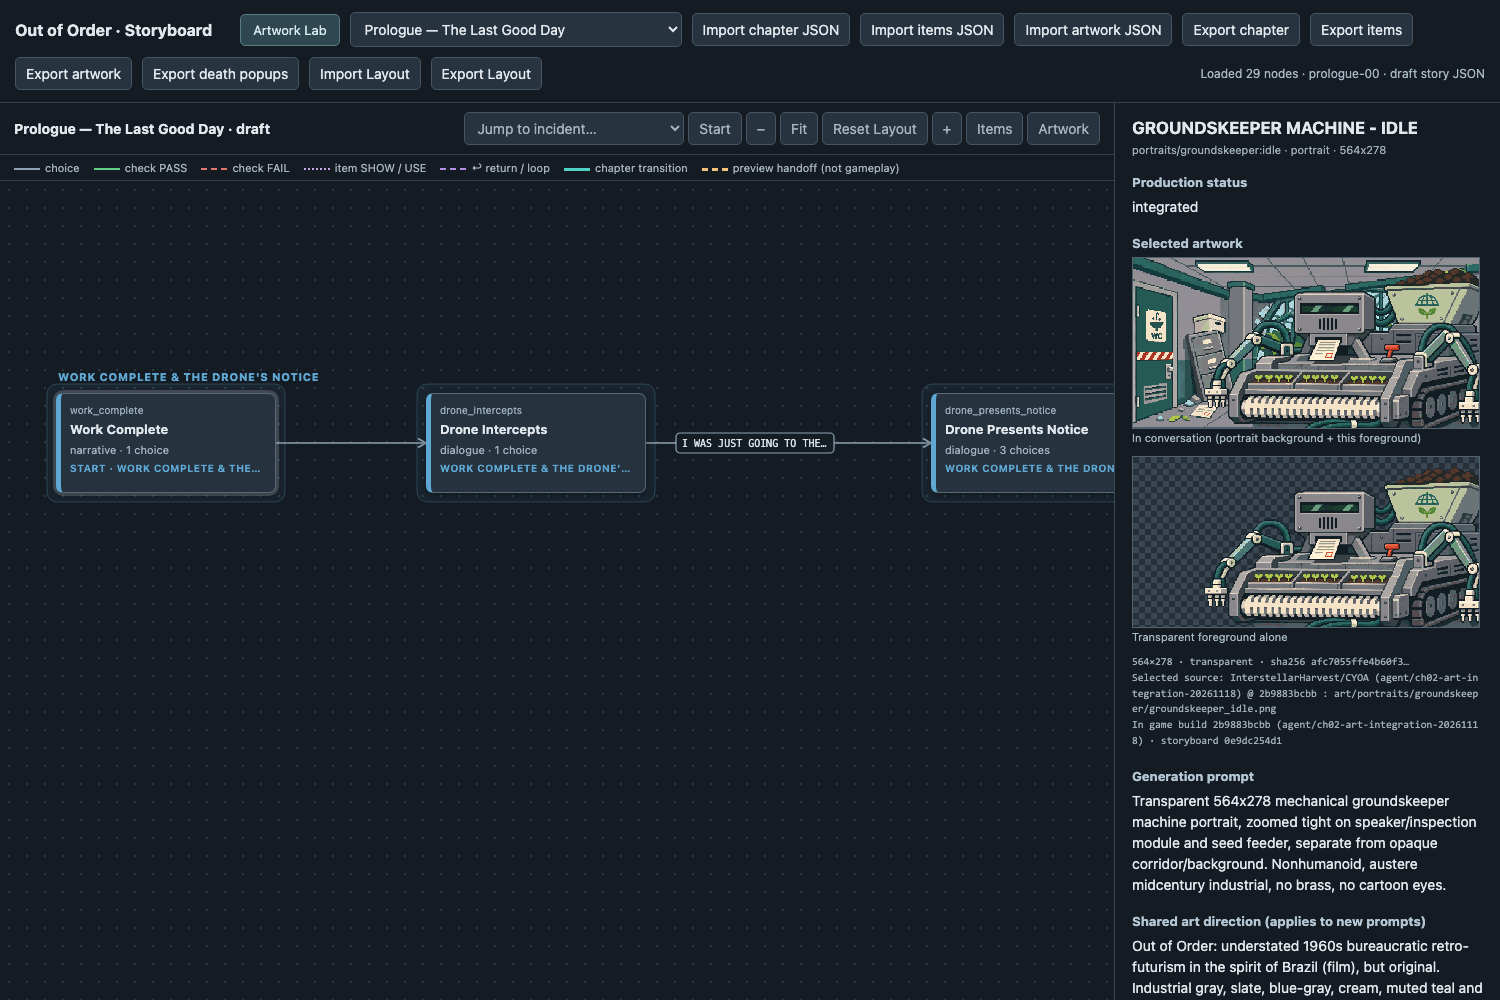 Out of Order · Storyboard
Artwork Lab
Prologue — The Last Good Day
Import chapter JSON
Import items JSON
Import artwork JSON
Export chapter
Export items
Export artwork
Export death popups
Import Layout
Export Layout
Loaded 29 nodes · prologue-00 · draft story JSON
Prologue — The Last Good Day · draft
Jump to incident...
Start
−
Fit
Reset Layout
+
Items
Artwork
choice
check PASS
check FAIL
item SHOW / USE
↩ return / loop
chapter transition
preview handoff (not gameplay)
WORK COMPLETE & THE DRONE'S NOTICE
work_complete
Work Complete
narrative · 1 choice
START · WORK COMPLETE & THE…
drone_intercepts
Drone Intercepts
dialogue · 1 choice
WORK COMPLETE & THE DRONE'…
I WAS JUST GOING TO THE…
drone_presents_notice
Drone Presents Notice
dialogue · 3 choices
WORK COMPLETE & THE DRON
GROUNDSKEEPER MACHINE - IDLE
portraits/groundskeeper:idle · portrait · 564x278
Production status
integrated
Selected artwork
WC
In conversation (portrait background + this foreground)
Transparent foreground alone
564×278 · transparent · sha256 afc7055ffe4b60f3…
Selected source: InterstellarHarvest/CYOA (agent/ch02-art-in
tegration-20261118) @ 2b9883bcbb : art/portraits/groundskeep
er/groundskeeper_idle.png
In game build 2b9883bcbb (agent/ch02-art-integration-2026111
8) · storyboard 0e9dc254d1
Generation prompt
Transparent 564x278 mechanical groundskeeper
machine portrait, zoomed tight on speaker/inspection
module and seed feeder, separate from opaque
corridor/background. Nonhumanoid, austere
midcentury industrial, no brass, no cartoon eyes.
Shared art direction (applies to new prompts)
Out of Order: understated 1960s bureaucratic retro-
futurism in the spirit of Brazil (film), but original.
Industrial gray, slate, blue-gray, cream, muted teal and